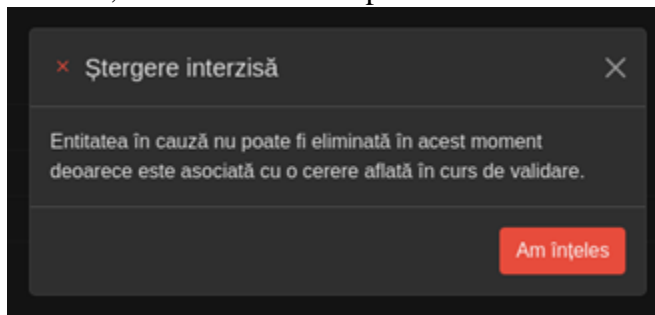 Ștergere interzisă
Entitatea în cauză nu poate fi eliminată în acest moment
deoarece este asociată cu o cerere aflată în curs de validare.
Am înțeles